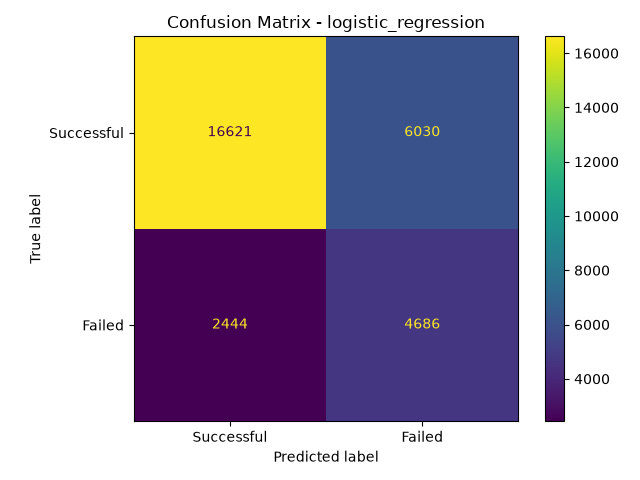 Confusion Matrix - logistic_regression
True label
Successful
Failed
16621
6030
2444
4686
Successful
Failed
Predicted label
16000
14000
12000
10000
8000
6000
4000